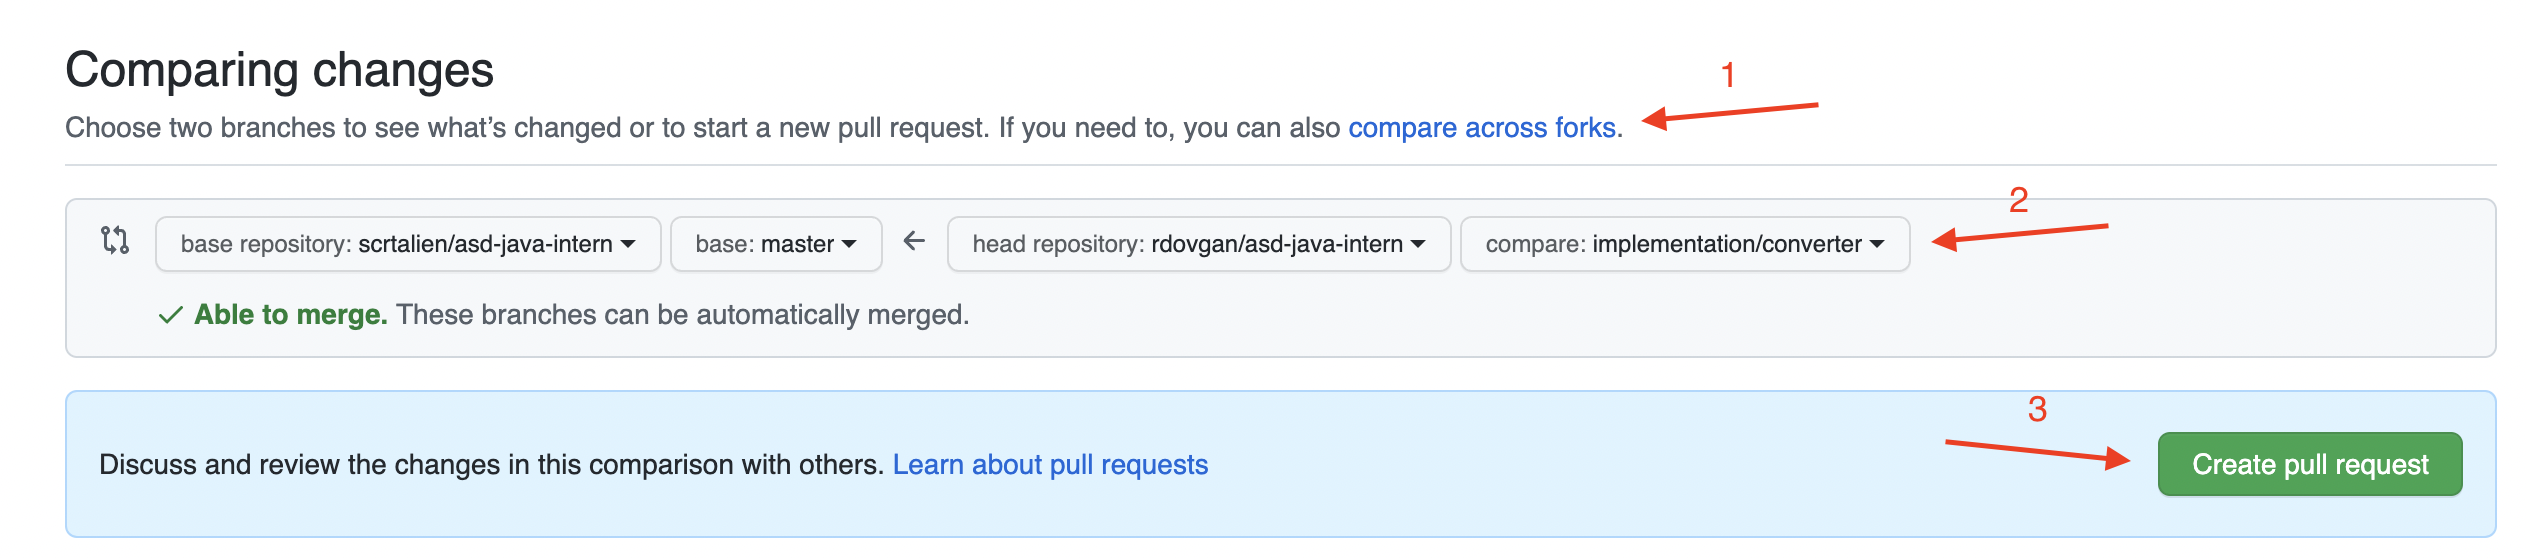 Comparing changes
1
Choose two branches to see what's changed or to start a new pull request. If you need to, you can also compare across forks.
2
base repository: scrtalien/asd-java-intern base: master ← head repository: rdovgan/asd-java-intern compare: implementation/converter
Able to merge. These branches can be automatically merged.
3
Discuss and review the changes in this comparison with others. Learn about pull requests Create pull request